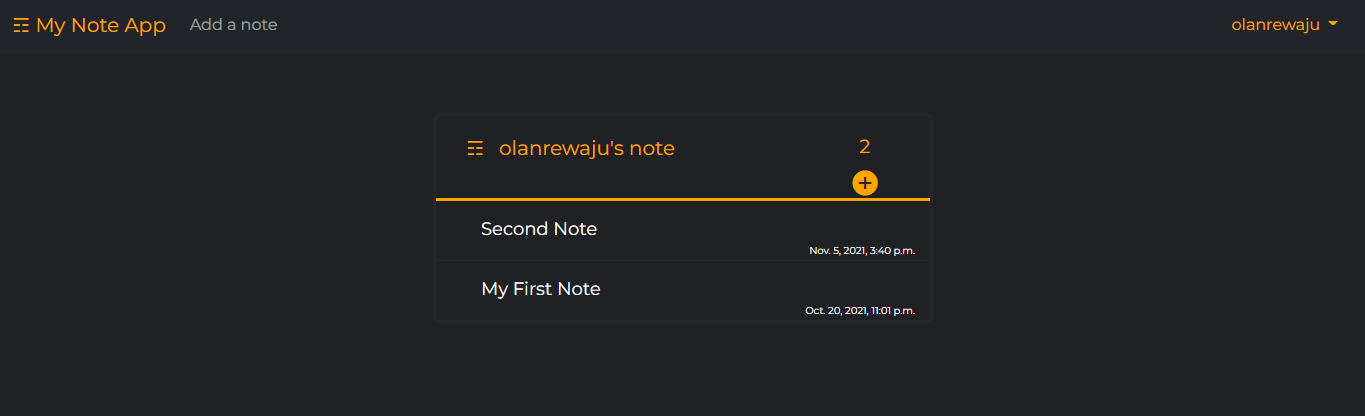 My Note App Add a note olanrewaju
olanrewaju's note 2
Second Note
Nov. 5, 2021, 3:40 p.m.
My First Note
Oct. 20, 2021, 11:01 p.m.